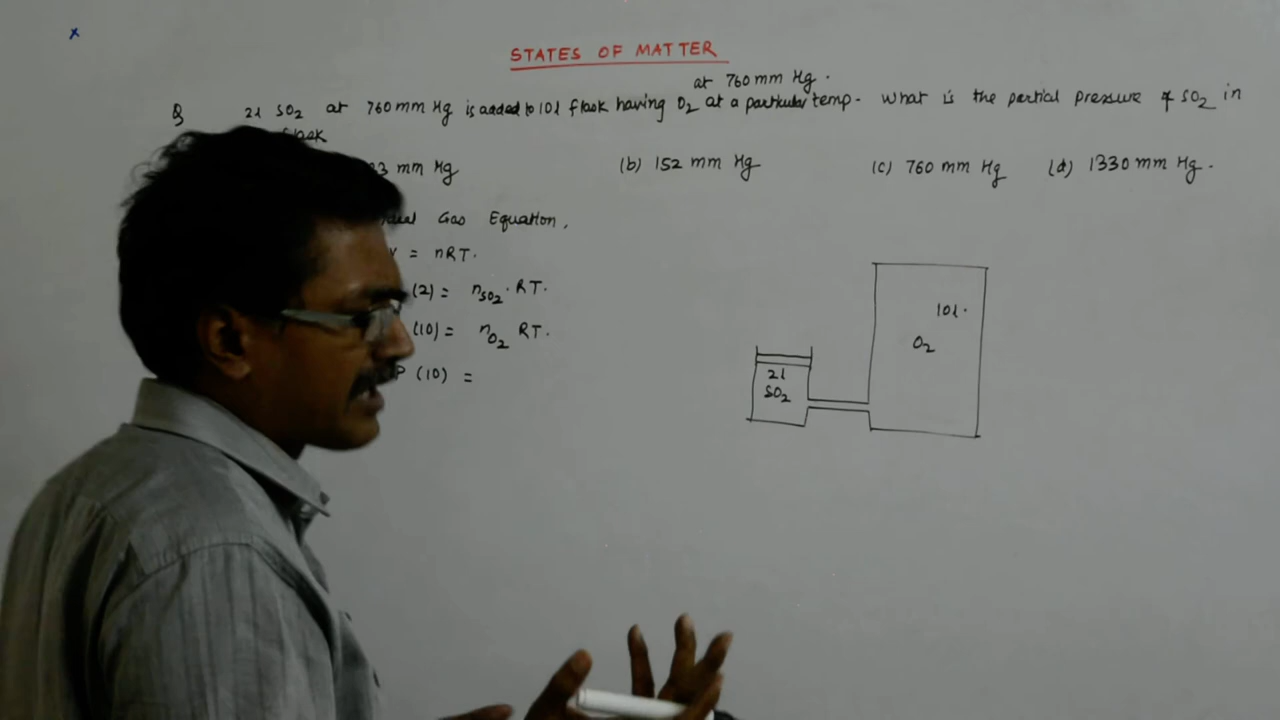 STATES OF MATTER
at 760 mm Hg.
Q 2l SO2 at 760 mm Hg is added to 10l flask having O2 at a particular temp. What is the partial pressure of SO2 in
flask
3 mm Hg (b) 152 mm Hg (c) 760 mm Hg (d) 1330 mm Hg.
Gas Equation,
V = nRT.
(2) = nSO2 . RT.
(10) = nO2 RT.
P (10) =
10l.
O2
2l
SO2